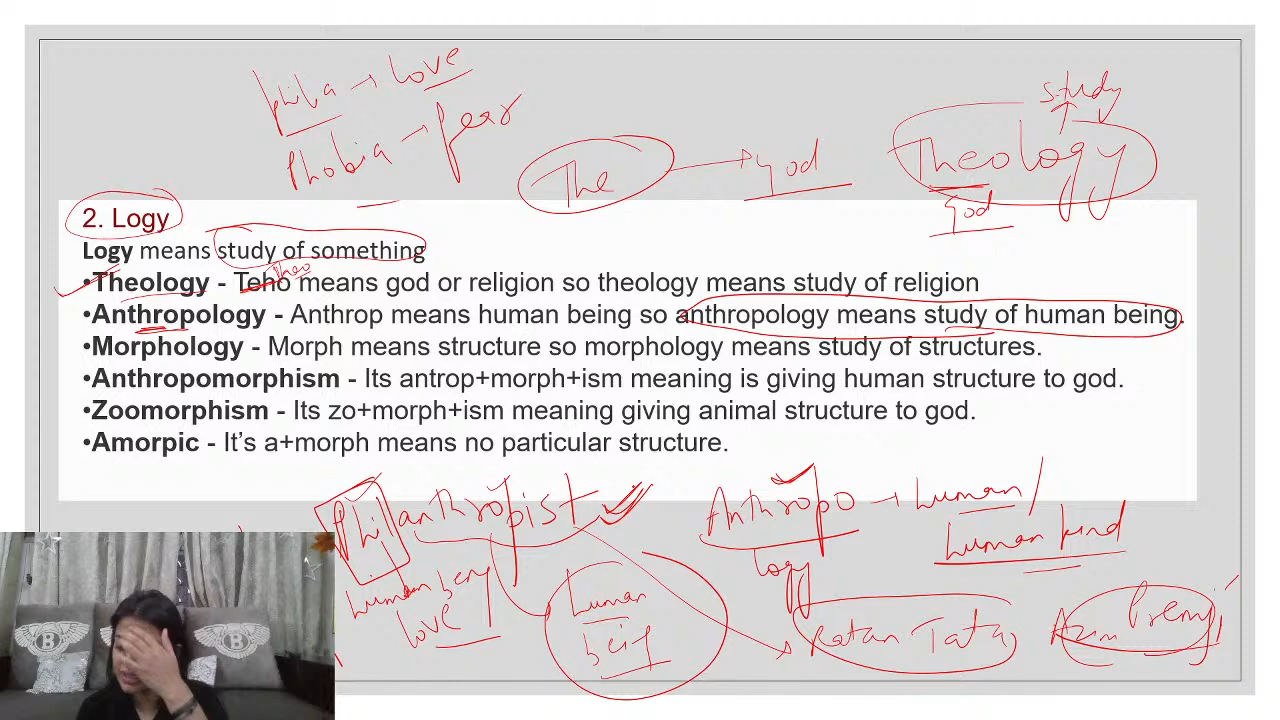 phiba → love
Phobia → fear
study
The → god
Theology
god
2. Logy
Logy means study of something
Theo
•Theology - Teho means god or religion so theology means study of religion
•Anthropology - Anthrop means human being so anthropology means study of human being.
•Morphology - Morph means structure so morphology means study of structures.
•Anthropomorphism - Its antrop+morph+ism meaning is giving human structure to god.
•Zoomorphism - Its zo+morph+ism meaning giving animal structure to god.
•Amorpic - It’s a+morph means no particular structure.
Philanthropist
Anthropo → human/
human kind
logy
human being
love
human
being
Ratan Tata
Azim Premji
B
B